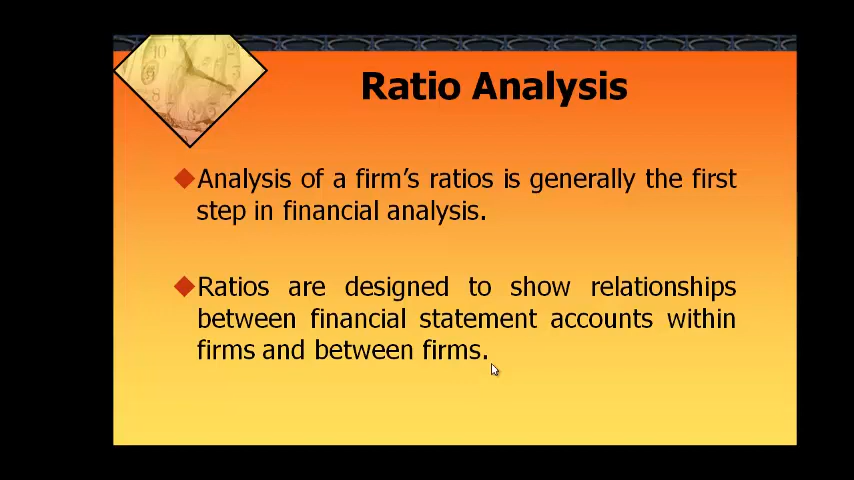 Ratio Analysis
Analysis of a firm’s ratios is generally the first
step in financial analysis.
Ratios are designed to show relationships
between financial statement accounts within
firms and between firms.